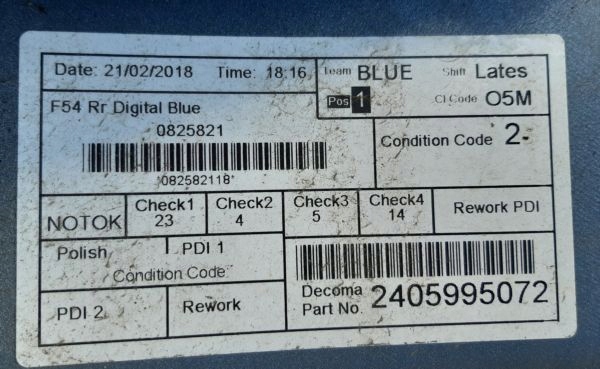 Date: 21/02/2018 Time: 18:16 Team BLUE Shift Lates
Pos 1 Cl Code O5M
F54 Rr Digital Blue
0825821
*082582118*
Condition Code 2-
NOTOK Check1 23 Check2 4 Check3 5 Check4 14 Rework PDI
Polish PDI 1
Condition Code:
PDI 2 Rework
Decoma
Part No. 2405995072